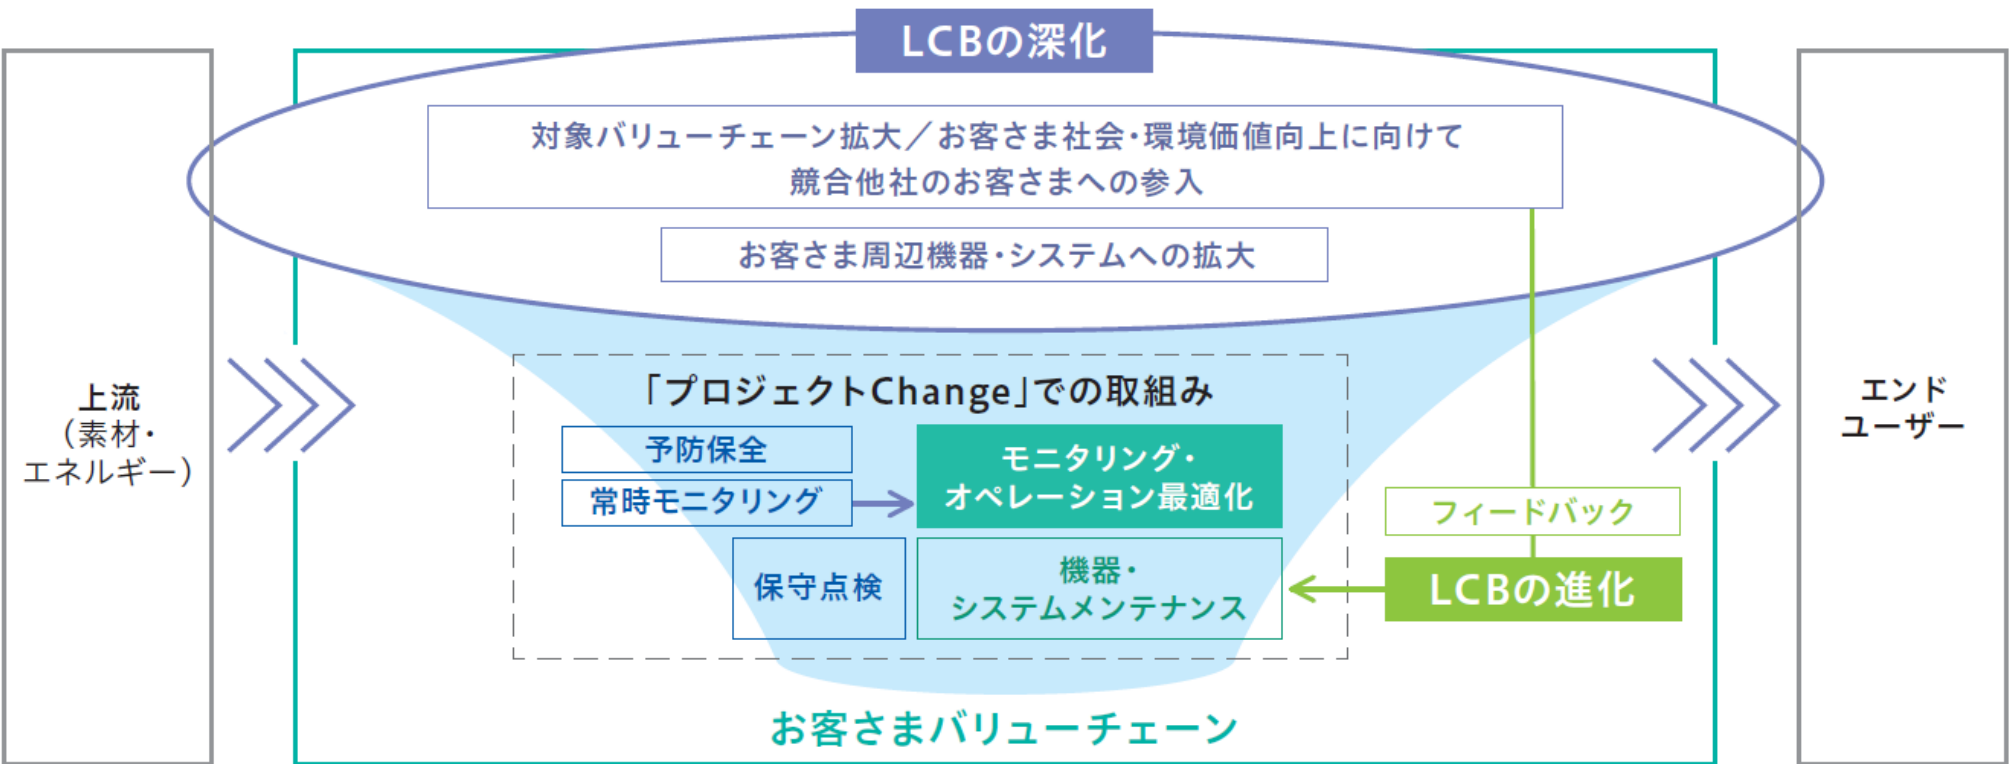 LCBの深化
対象バリューチェーン拡大／お客さま社会・環境価値向上に向けて
競合他社のお客さまへの参入
お客さま周辺機器・システムへの拡大
上流
（素材・
エネルギー）
「プロジェクトChange」での取組み
予防保全
常時モニタリング
モニタリング・
オペレーション最適化
保守点検
機器・
システムメンテナンス
フィードバック
LCBの進化
エンド
ユーザー
お客さまバリューチェーン